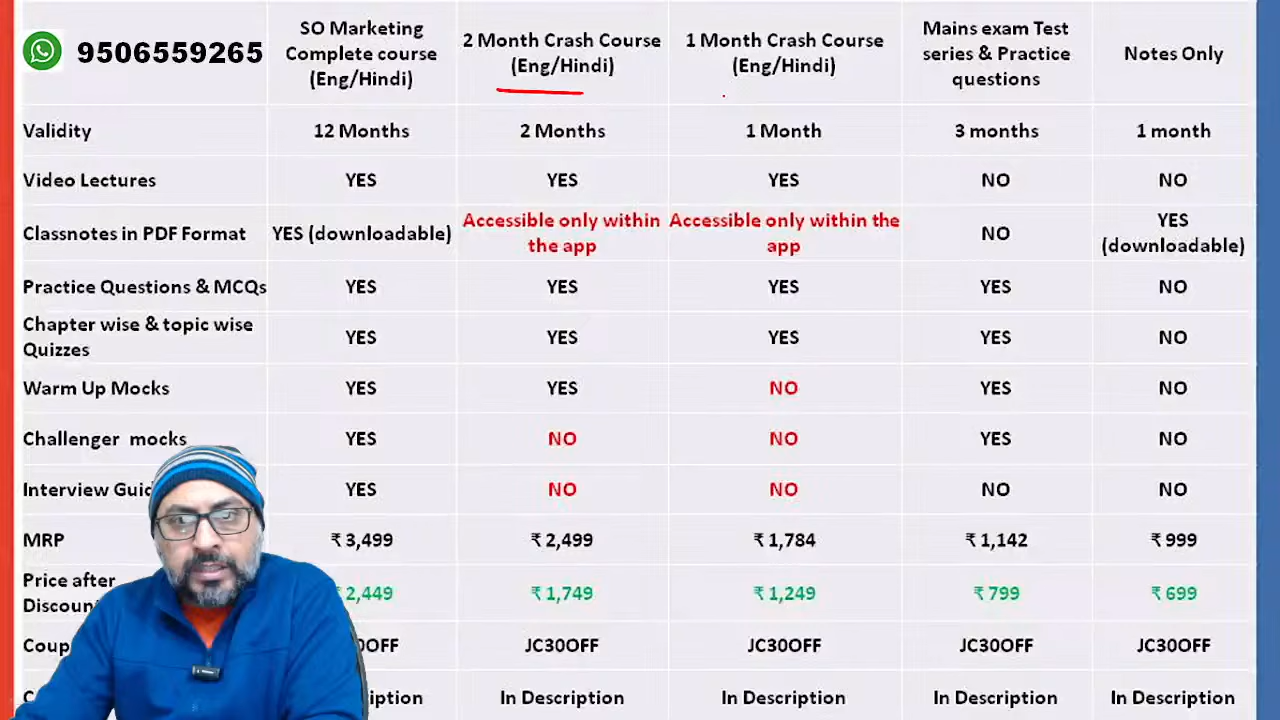 9506559265
SO Marketing
Complete course
(Eng/Hindi)
2 Month Crash Course
(Eng/Hindi)
1 Month Crash Course
(Eng/Hindi)
Mains exam Test
series & Practice
questions
Notes Only
Validity
12 Months
2 Months
1 Month
3 months
1 month
Video Lectures
YES
YES
YES
NO
NO
Classnotes in PDF Format
YES (downloadable)
Accessible only within
the app
Accessible only within the
app
NO
YES
(downloadable)
Practice Questions & MCQs
YES
YES
YES
YES
NO
Chapter wise & topic wise
Quizzes
YES
YES
YES
YES
NO
Warm Up Mocks
YES
YES
NO
YES
NO
Challenger mocks
YES
NO
NO
YES
NO
Interview
YES
NO
NO
NO
NO
MRP
₹ 3,499
₹ 2,499
₹ 1,784
₹ 1,142
₹ 999
Price after
₹ 2,449
₹ 1,749
₹ 1,249
₹ 799
₹ 699
JC30OFF
JC30OFF
JC30OFF
JC30OFF
In Description
In Description
In Description
In Description